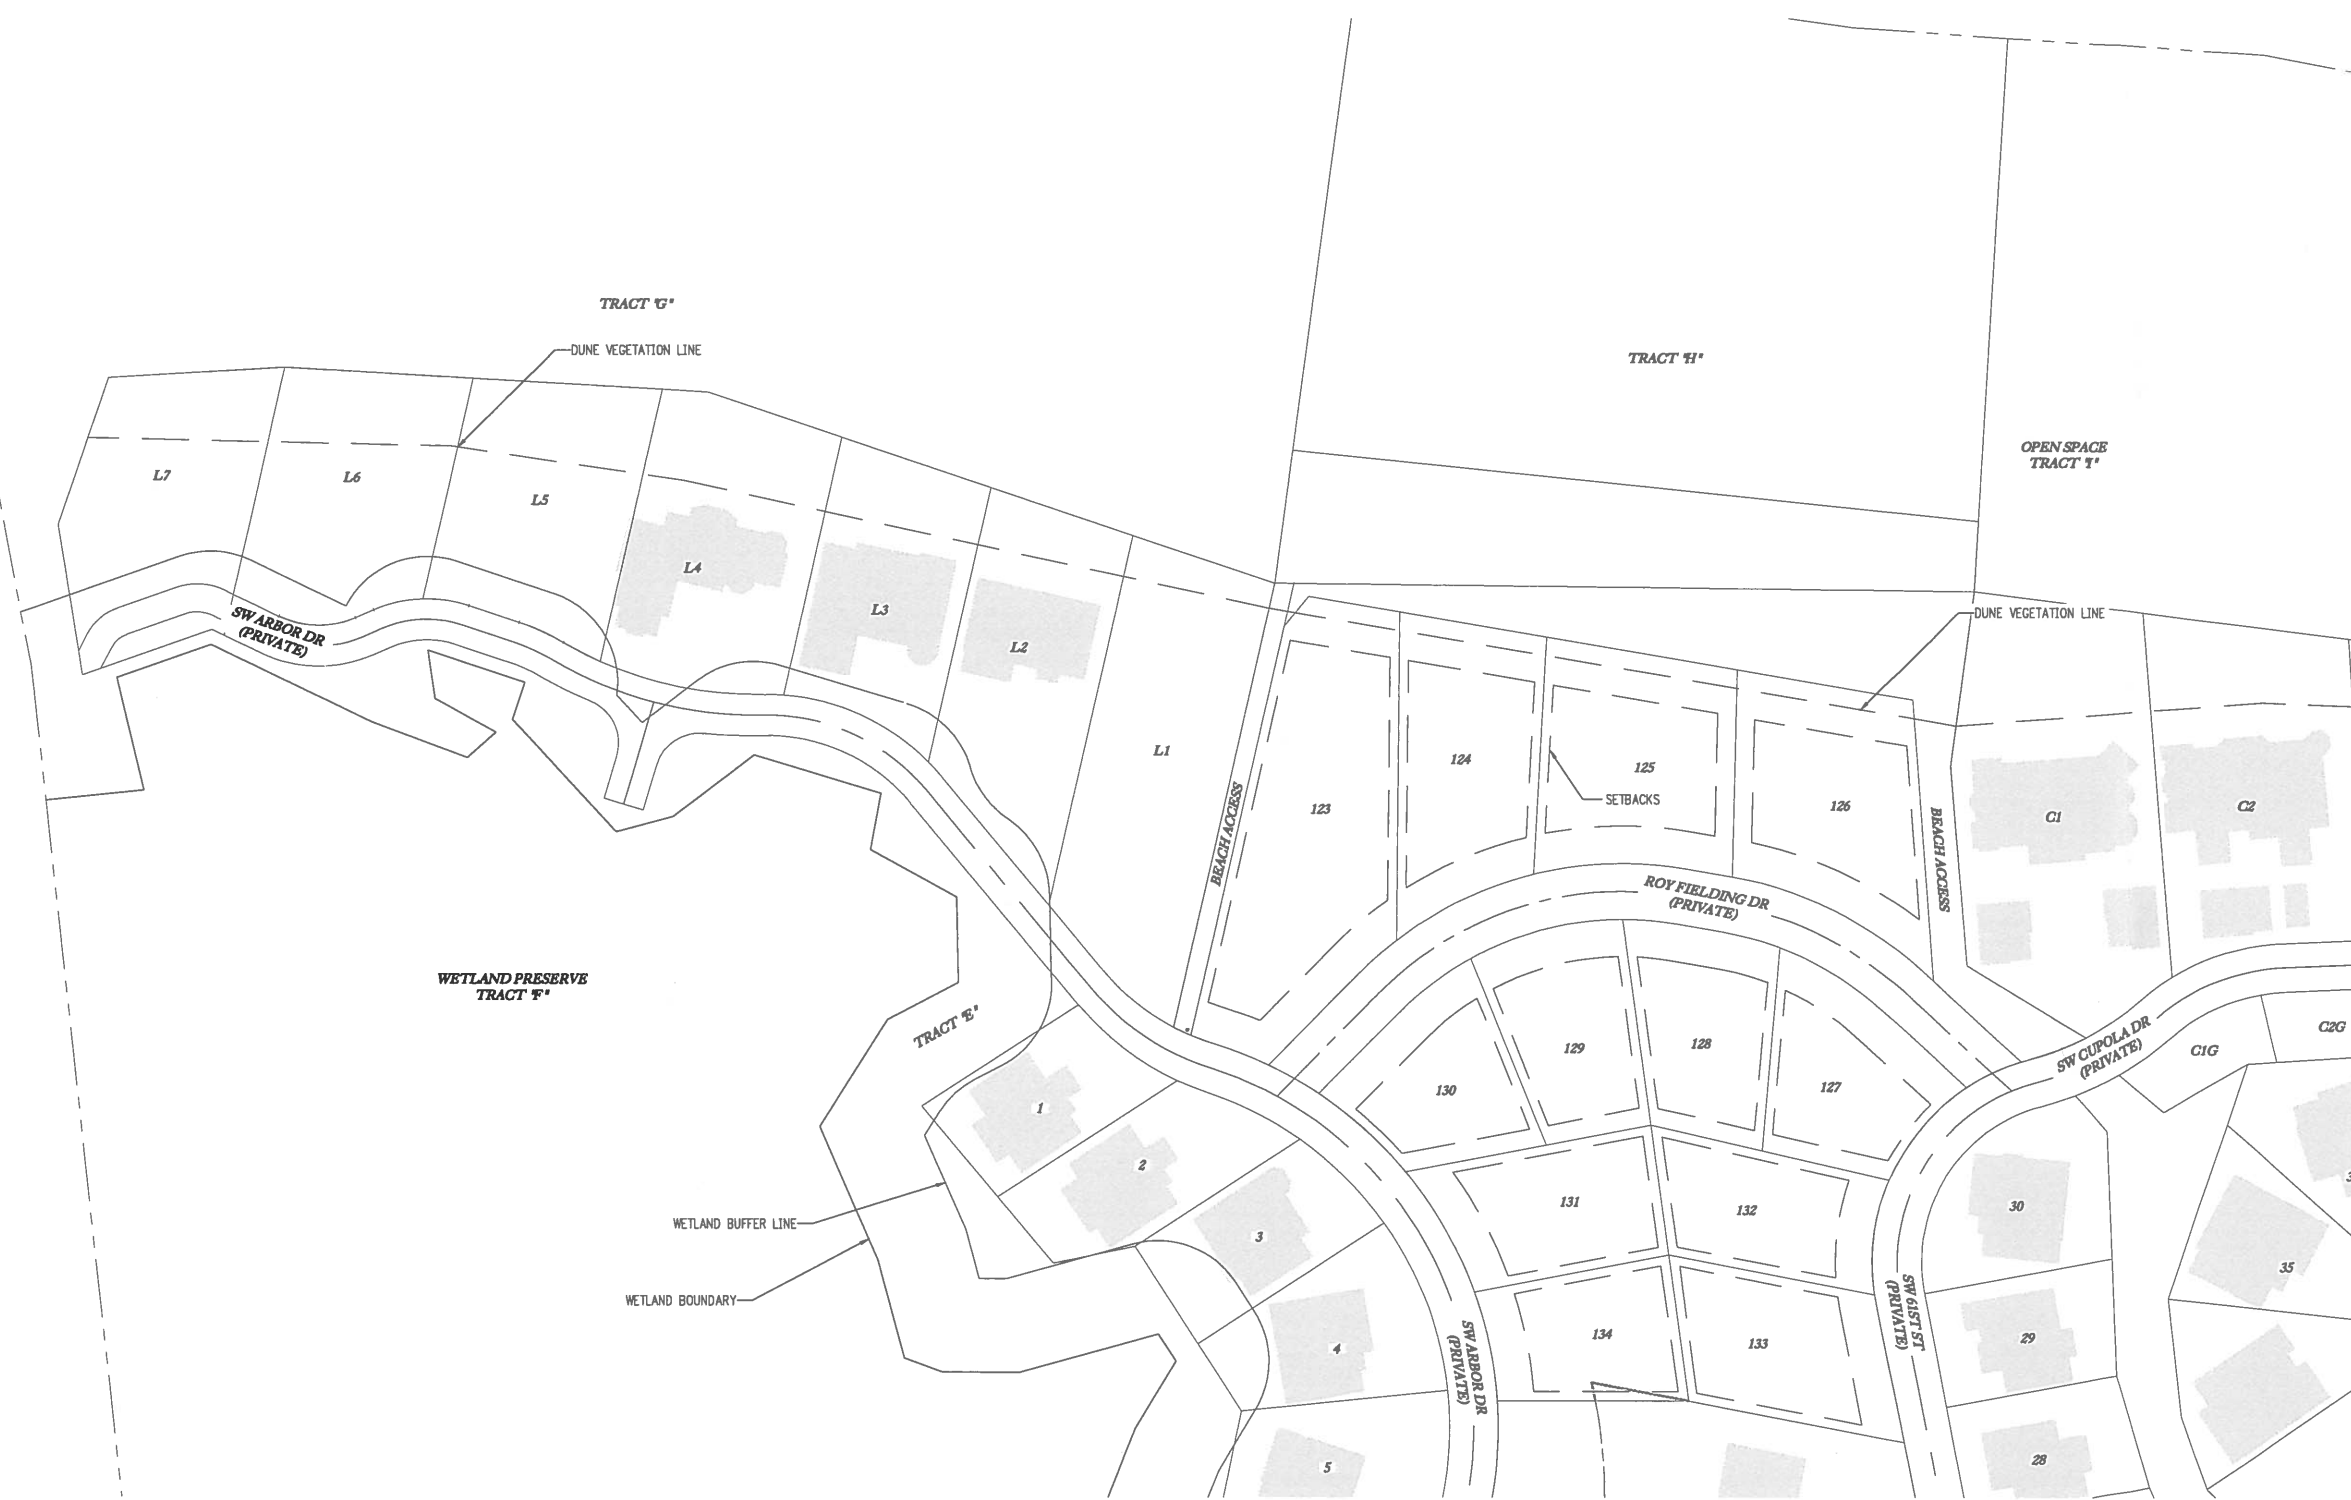 TRACT "G"
DUNE VEGETATION LINE
TRACT "H"
OPEN SPACE
TRACT "I"
L7
L6
L5
L4
L3
L2
L1
SW ARBOR DR
(PRIVATE)
DUNE VEGETATION LINE
BEACH ACCESS
123
124
125
SETBACKS
126
BEACH ACCESS
C1
C2
ROY FIELDING DR
(PRIVATE)
WETLAND PRESERVE
TRACT "F"
TRACT "E"
130
129
128
127
SW CUPOLA DR
(PRIVATE)
C1G
C2G
1
2
3
4
5
WETLAND BUFFER LINE
WETLAND BOUNDARY
131
132
134
133
SW ARBOR DR
(PRIVATE)
SW 61ST ST
(PRIVATE)
30
29
28
35